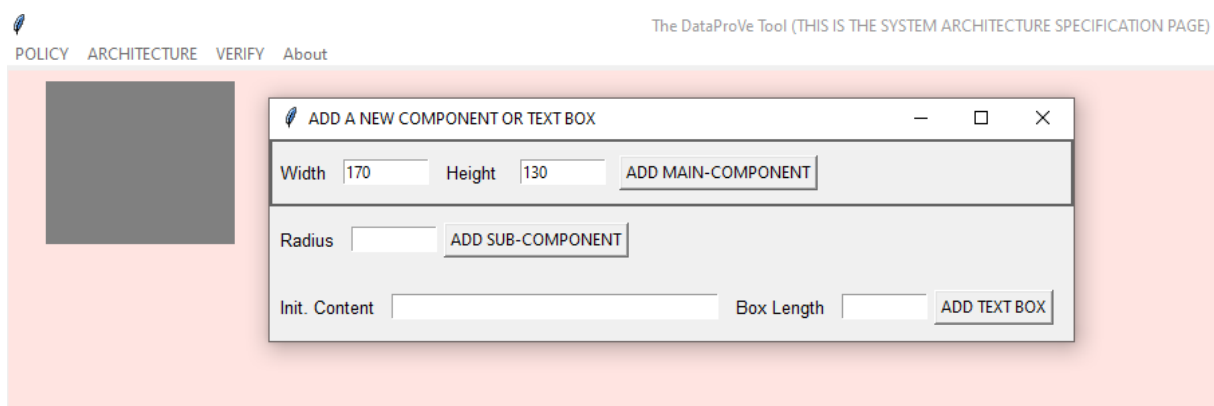 The DataProVe Tool (THIS IS THE SYSTEM ARCHITECTURE SPECIFICATION PAGE)
POLICY ARCHITECTURE VERIFY About
ADD A NEW COMPONENT OR TEXT BOX
Width 170 Height 130 ADD MAIN-COMPONENT
Radius ADD SUB-COMPONENT
Init. Content Box Length ADD TEXT BOX